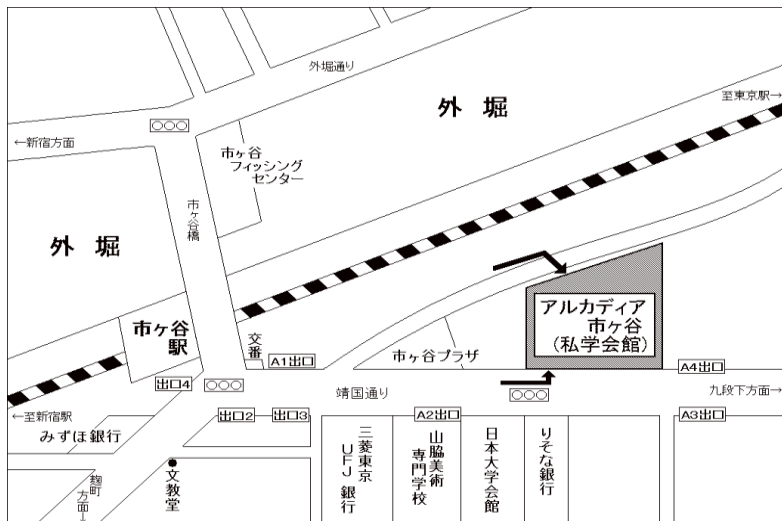 外堀通り
外 堀
至東京駅→
←新宿方面
市ヶ谷
フィッシング
センター
市ヶ谷橋
外 堀
市ヶ谷
駅
交番
A1出口
市ヶ谷プラザ
アルカディア
市ヶ谷
(私学会館)
A4出口
出口4
靖国通り
九段下方面→
←至新宿駅
出口2
出口3
A2出口
A3出口
みずほ銀行
麹町
方面→
文教堂
三菱東京
UFJ 銀行
山脇美術
専門学校
日本大学会館
りそな銀行